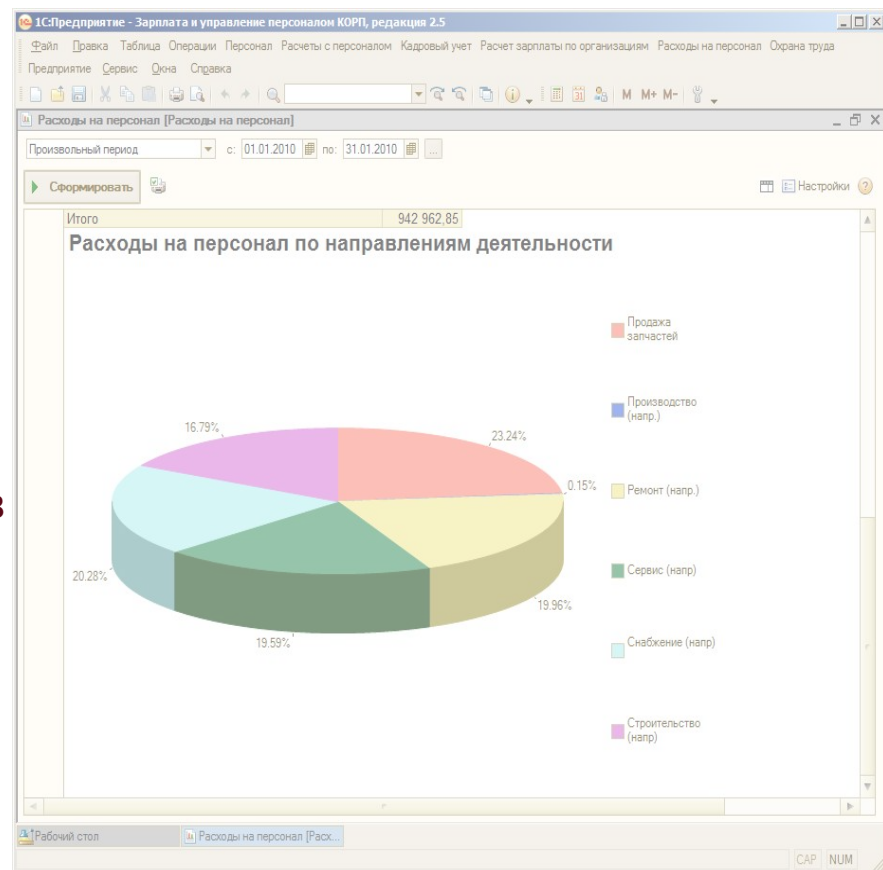 1С:Предприятие - Зарплата и управление персоналом КОРП, редакция 2.5
Файл Правка Таблица Операции Персонал Расчеты с персоналом Кадровый учет Расчет зарплаты по организациям Расходы на персонал Охрана труда
Предприятие Сервис Окна Справка
M M+ M-
Расходы на персонал [Расходы на персонал]
Произвольный период с: 01.01.2010 по: 31.01.2010 ...
Сформировать Настройки
Итого 942 962,85
Расходы на персонал по направлениям деятельности
Продажа
запчастей
Производство
(напр.)
16.79%
23.24%
0.15%
Ремонт (напр.)
Сервис (напр)
20.28%
19.96%
19.59%
Снабжение (напр)
Строительство
(напр)
Рабочий стол Расходы на персонал [Расх...
CAP NUM